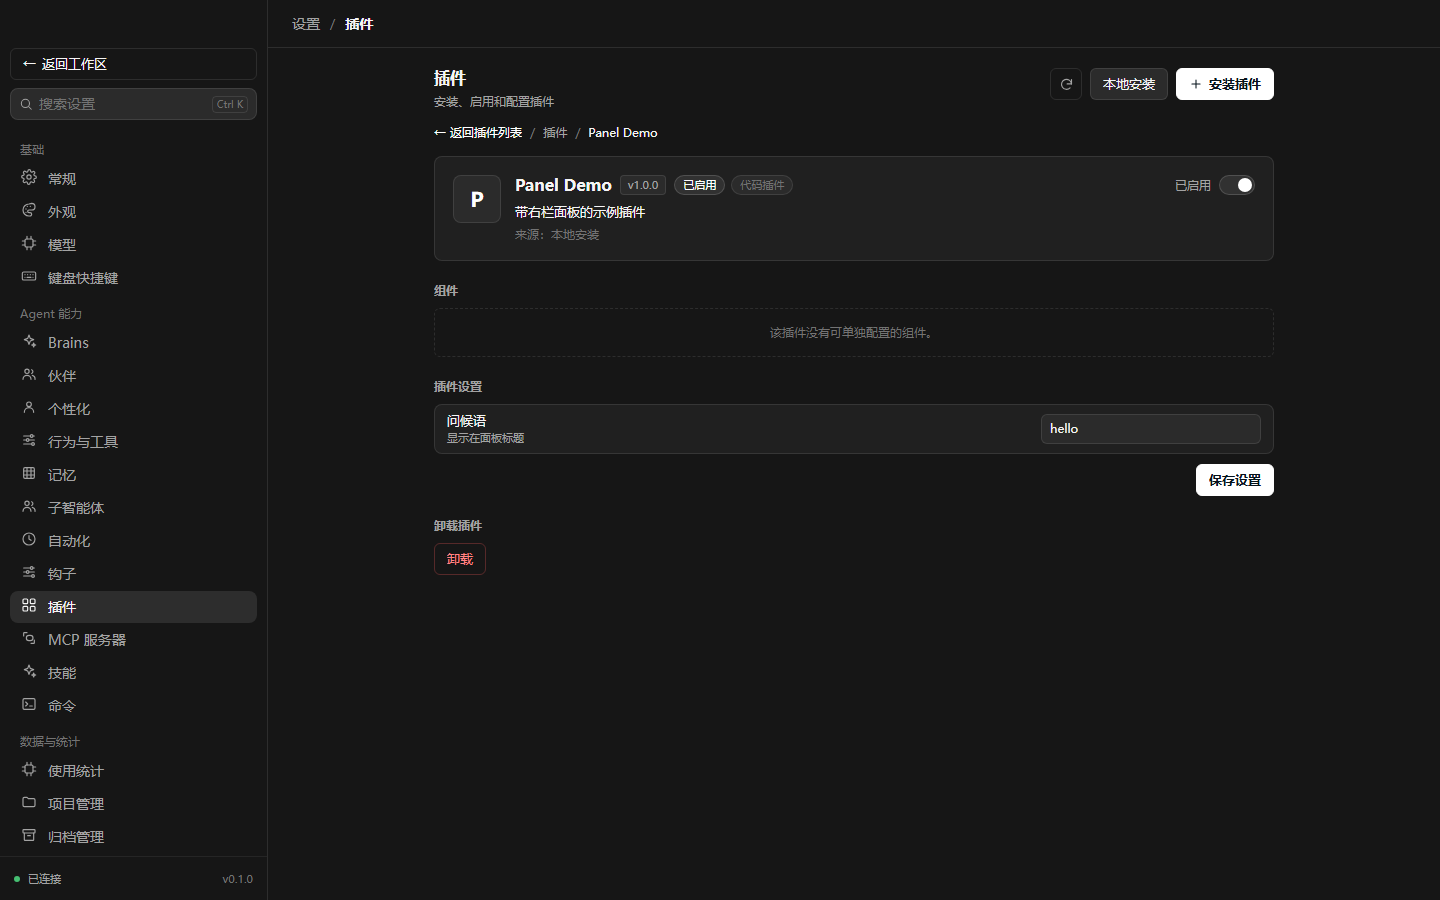 设置 / 插件
← 返回工作区
搜索设置 Ctrl K
基础
常规
外观
模型
键盘快捷键
Agent 能力
Brains
伙伴
个性化
行为与工具
记忆
子智能体
自动化
钩子
插件
MCP 服务器
技能
命令
数据与统计
使用统计
项目管理
归档管理
已连接 v0.1.0
插件
安装、启用和配置插件
本地安装
+ 安装插件
← 返回插件列表 / 插件 / Panel Demo
P
Panel Demo v1.0.0 已启用 代码插件
带右栏面板的示例插件
来源：本地安装
已启用
组件
该插件没有可单独配置的组件。
插件设置
问候语
显示在面板标题
hello
保存设置
卸载插件
卸载